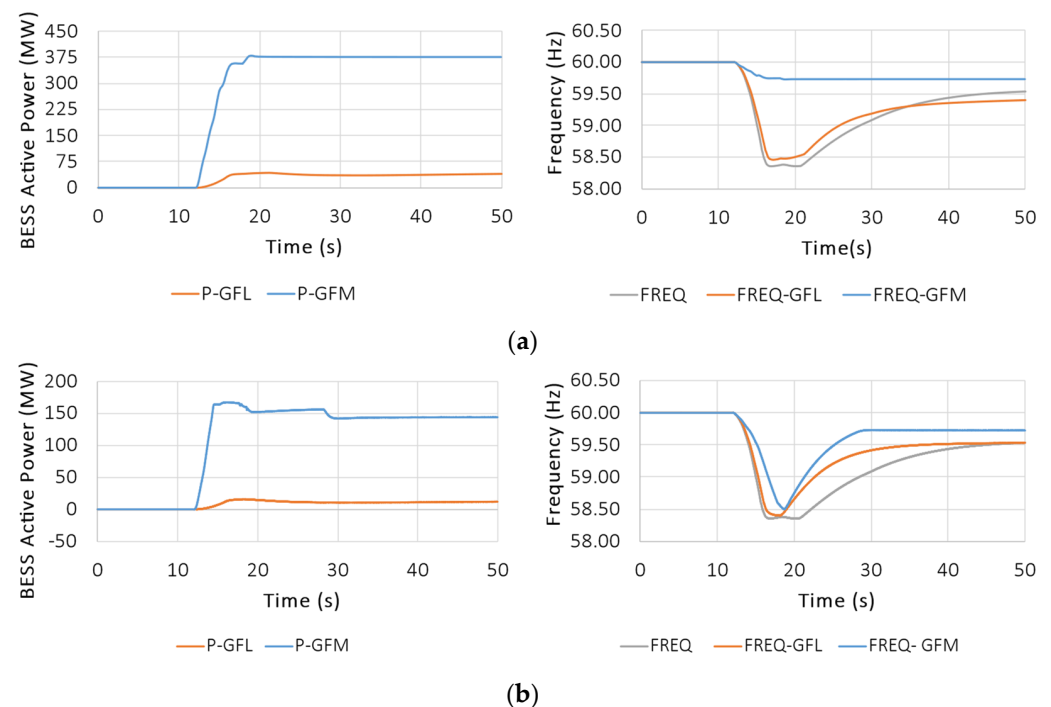 BESS Active Power (MW)
450
375
300
225
150
75
0
0 10 20 30 40 50
Time (s)
P-GFL P-GFM
Frequency (Hz)
60.50
60.00
59.50
59.00
58.50
58.00
0 10 20 30 40 50
Time(s)
FREQ FREQ-GFL FREQ-GFM
(a)
BESS Active Power (MW)
200
150
100
50
0
-50
0 10 20 30 40 50
Time (s)
P-GFL P-GFM
Frequency (Hz)
60.50
60.00
59.50
59.00
58.50
58.00
0 10 20 30 40 50
Time (s)
FREQ FREQ-GFL FREQ- GFM
(b)